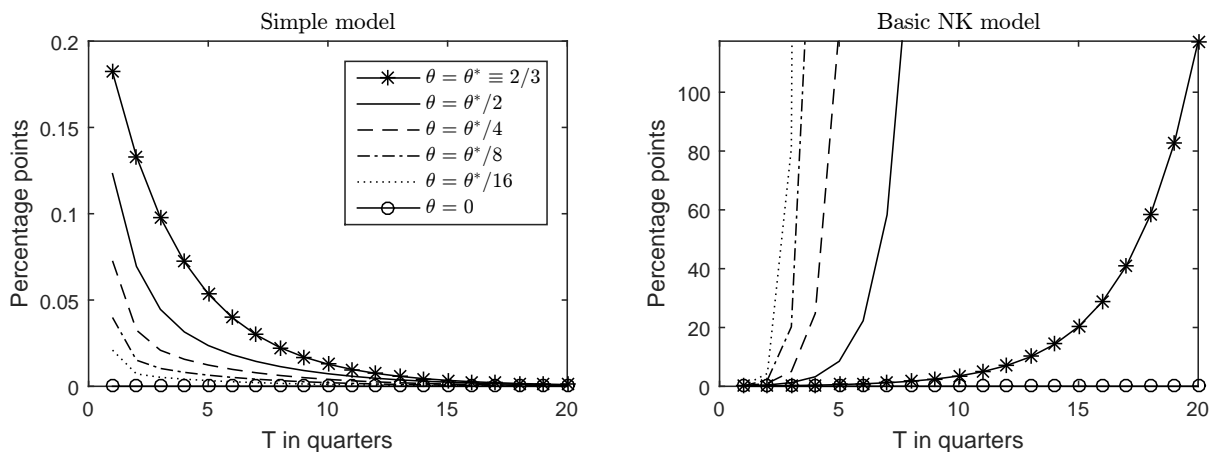 Simple model
Percentage points
0.2
0.15
0.1
0.05
0
0 5 10 15 20
T in quarters
θ = θ* ≡ 2/3
θ = θ*/2
θ = θ*/4
θ = θ*/8
θ = θ*/16
θ = 0
Basic NK model
Percentage points
100
80
60
40
20
0
0 5 10 15 20
T in quarters